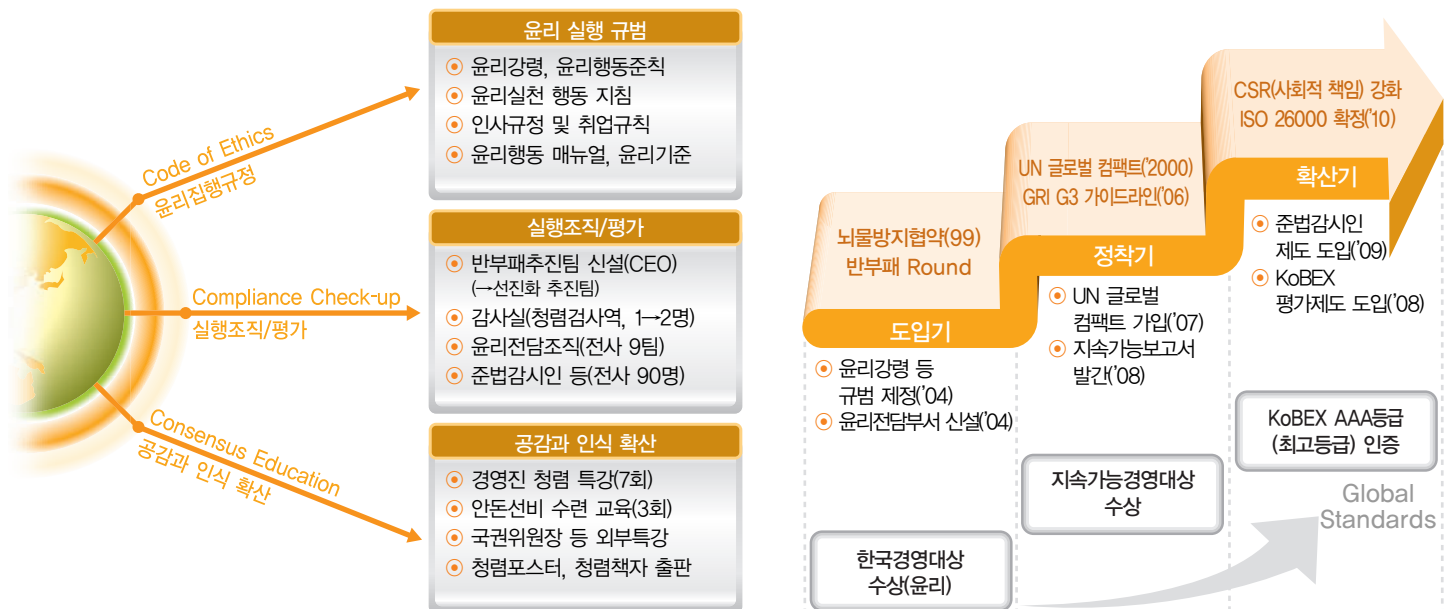 Code of Ethics
윤리집행규정
Compliance Check-up
실행조직/평가
Consensus Education
공감과 인식 확산
윤리 실행 규범
윤리강령, 윤리행동준칙
윤리실천 행동 지침
인사규정 및 취업규칙
윤리행동 매뉴얼, 윤리기준
실행조직/평가
반부패추진팀 신설(CEO)
(→선진화 추진팀)
감사실(청렴검사역, 1→2명)
윤리전담조직(전사 9팀)
준법감시인 등(전사 90명)
공감과 인식 확산
경영진 청렴 특강(7회)
안돈선비 수련 교육(3회)
국권위원장 등 외부특강
청렴포스터, 청렴책자 출판
뇌물방지협약(99)
반부패 Round
도입기
윤리강령 등
규범 제정('04)
윤리전담부서 신설('04)
한국경영대상
수상(윤리)
UN 글로벌 컴팩트('2000)
GRI G3 가이드라인('06)
정착기
UN 글로벌
컴팩트 가입('07)
지속가능보고서
발간('08)
지속가능경영대상
수상
CSR(사회적 책임) 강화
ISO 26000 확정('10)
확산기
준법감시인
제도 도입('09)
KoBEX
평가제도 도입('08)
KoBEX AAA등급
(최고등급) 인증
Global
Standards